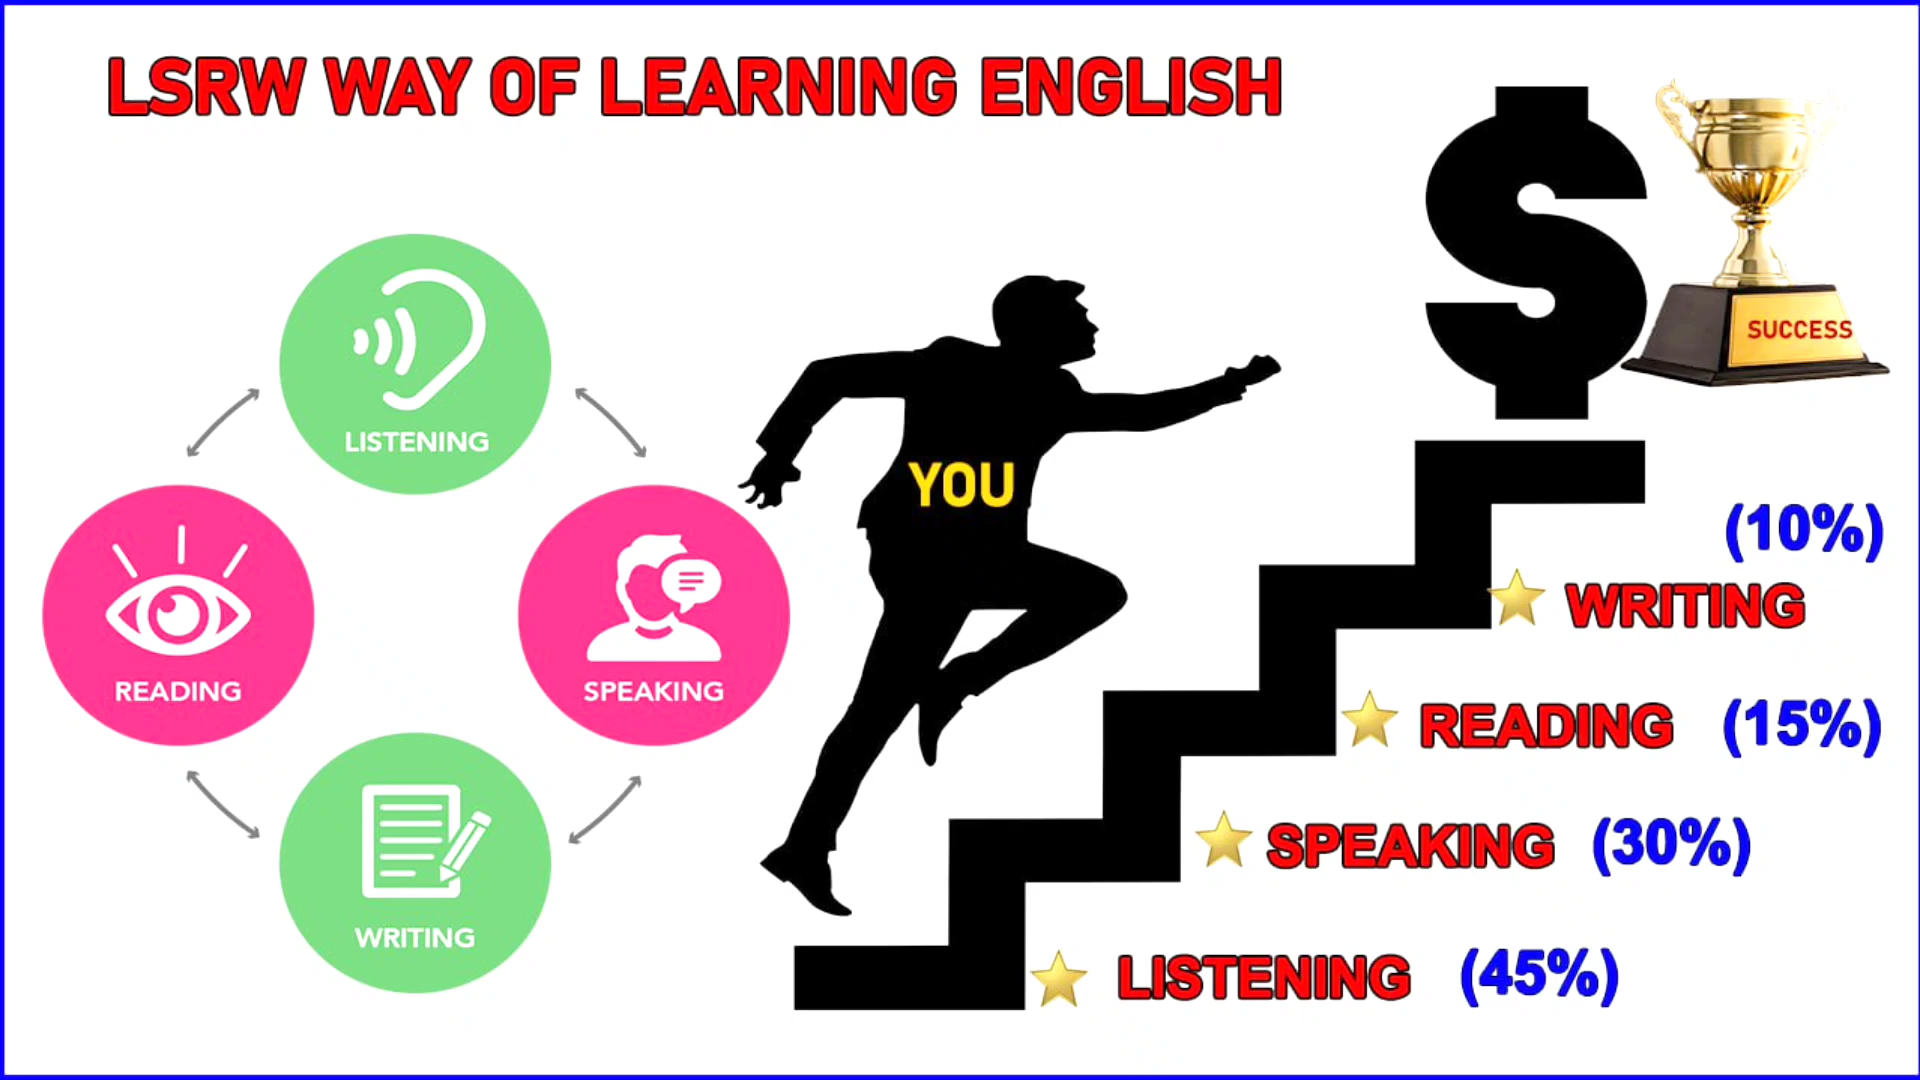 LSRW WAY OF LEARNING ENGLISH
SUCCESS
LISTENING
READING
SPEAKING
WRITING
YOU
(10%)
WRITING
READING (15%)
SPEAKING (30%)
LISTENING (45%)